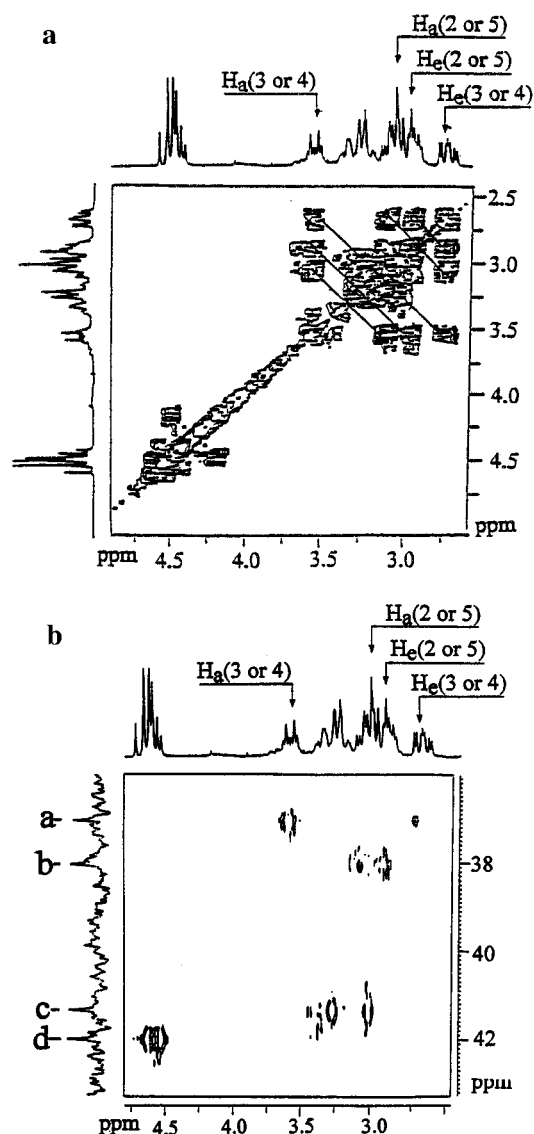 a
Ha(2 or 5)
He(2 or 5)
Ha(3 or 4)
He(3 or 4)
2.5
3.0
3.5
4.0
4.5
ppm
ppm 4.5 4.0 3.5 3.0
b
Ha(2 or 5)
He(2 or 5)
Ha(3 or 4)
He(3 or 4)
a
b
38
40
c
d
42
ppm
ppm 4.5 4.0 3.5 3.0